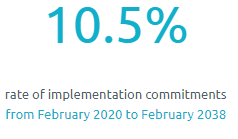 10.5%
rate of implementation commitments
from February 2020 to February 2038